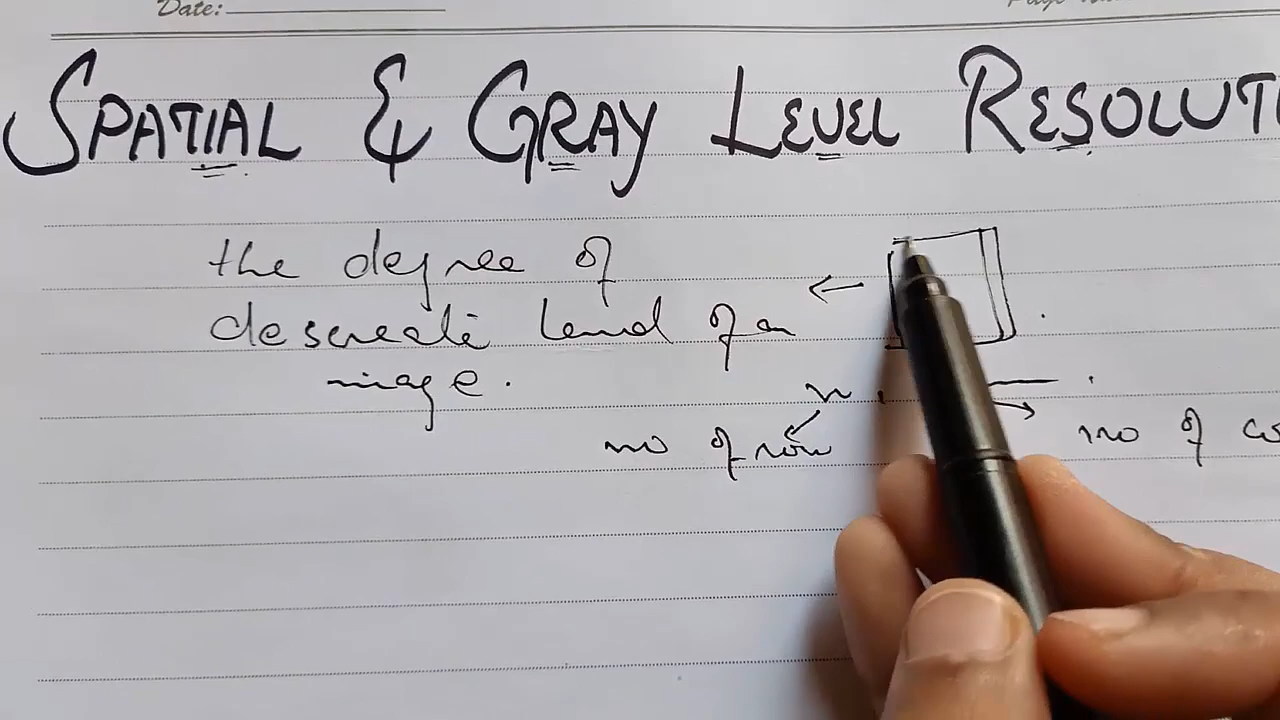 Date:
SPATIAL & GRAY LEVEL RESOLUT
the degree of
descreate level of an
image.
n
no of row
no of co